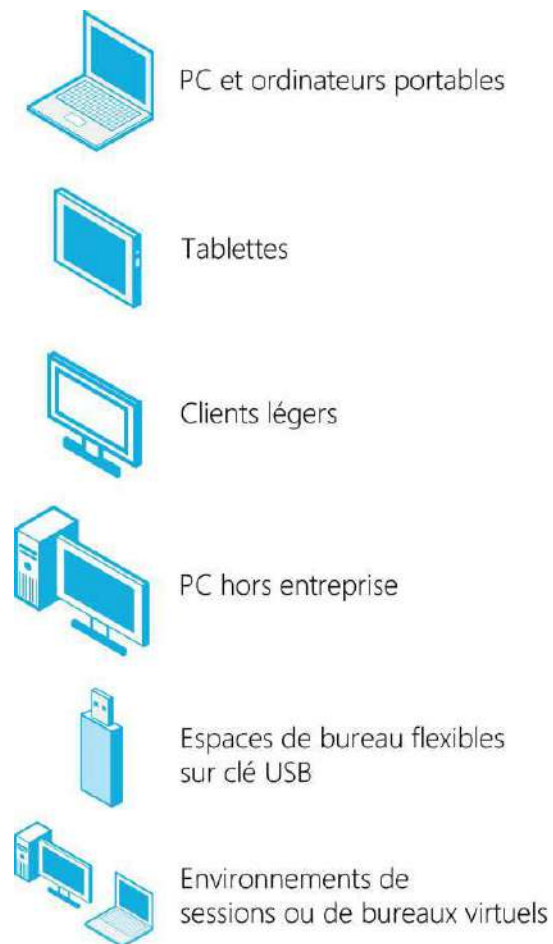 PC et ordinateurs portables
Tablettes
Clients légers
PC hors entreprise
Espaces de bureau flexibles
sur clé USB
Environnements de
sessions ou de bureaux virtuels